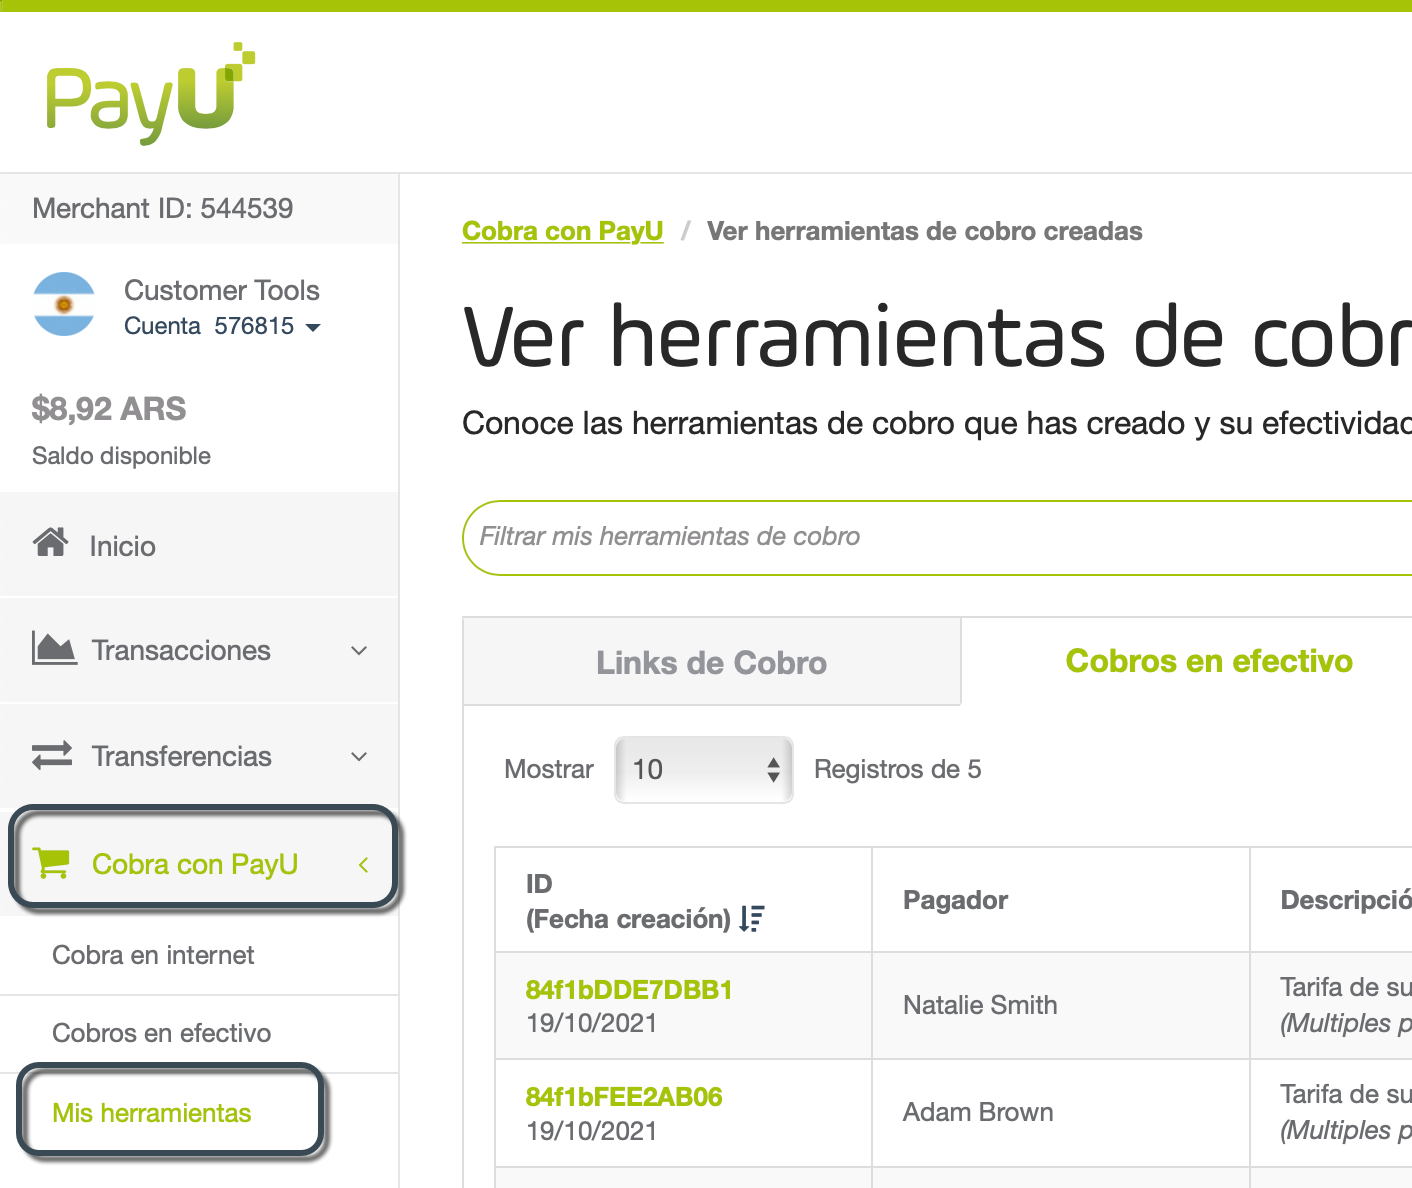 PayU
Merchant ID: 544539
Customer Tools
Cuenta 576815
$8,92 ARS
Saldo disponible
Inicio
Transacciones
Transferencias
Cobra con PayU
Cobra en internet
Cobros en efectivo
Mis herramientas
Cobra con PayU / Ver herramientas de cobro creadas
Ver herramientas de cobr
Conoce las herramientas de cobro que has creado y su efectividad
Filtrar mis herramientas de cobro
Links de Cobro
Cobros en efectivo
Mostrar 10 Registros de 5
ID
(Fecha creación)
Pagador
Descripció
84f1bDDE7DBB1
19/10/2021
Natalie Smith
Tarifa de su
(Multiples p
84f1bFEE2AB06
19/10/2021
Adam Brown
Tarifa de su
(Multiples p